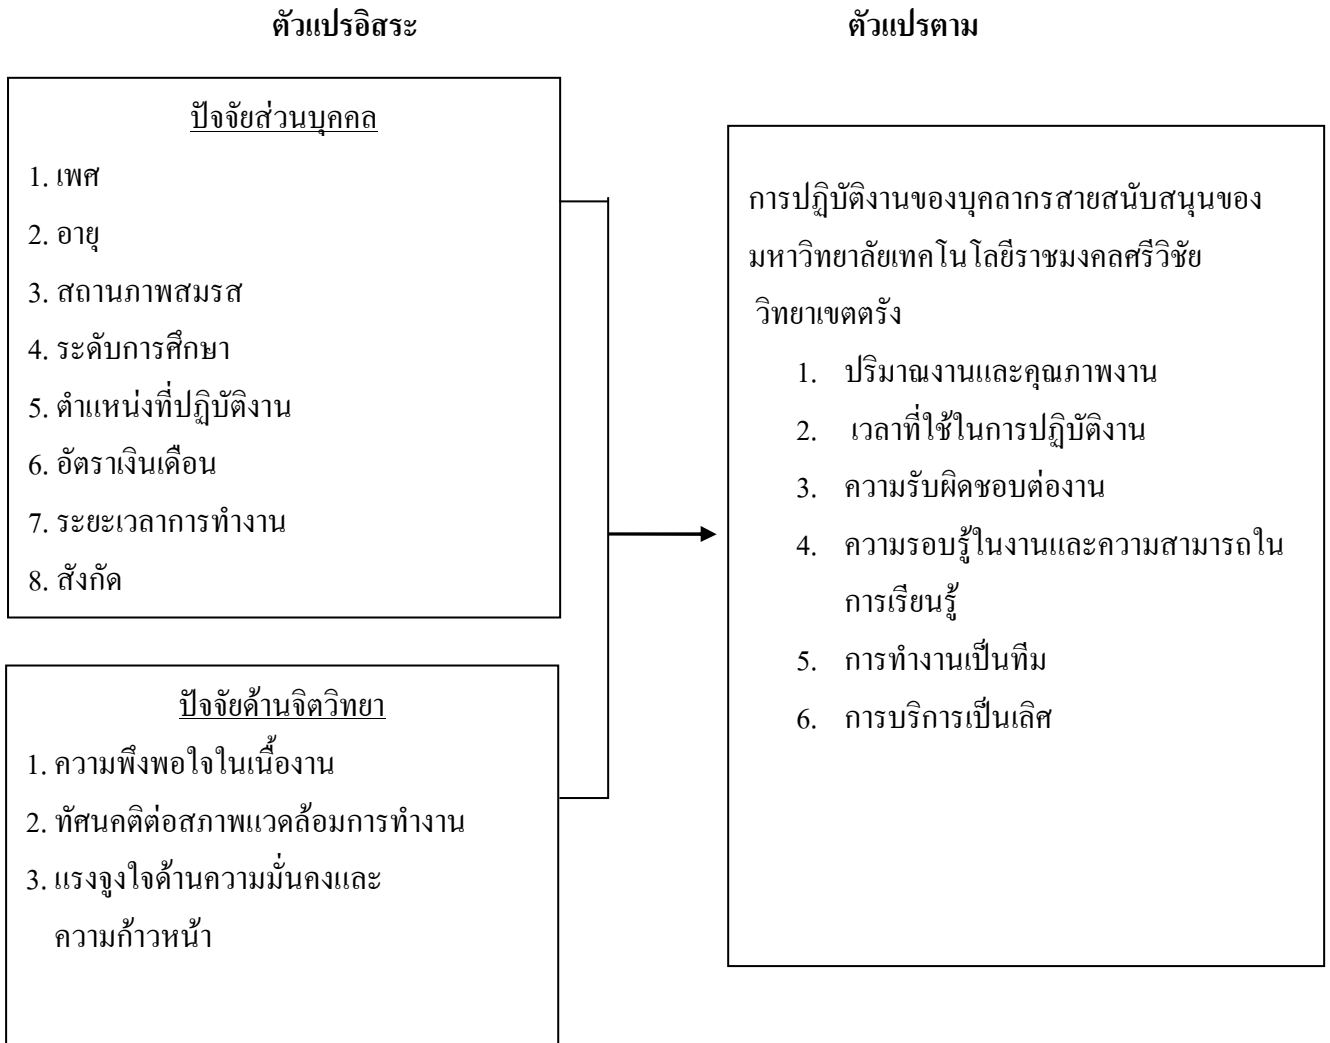 ตัวแปรอิสระ
ตัวแปรตาม
ปัจจัยส่วนบุคคล
1. เพศ
2. อายุ
3. สถานภาพสมรส
4. ระดับการศึกษา
5. ตำแหน่งที่ปฏิบัติงาน
6. อัตราเงินเดือน
7. ระยะเวลาการทำงาน
8. สังกัด
ปัจจัยด้านจิตวิทยา
1. ความพึงพอใจในเนื้องาน
2. ทัศนคติต่อสภาพแวดล้อมการทำงาน
3. แรงจูงใจด้านความมั่นคงและ
ความก้าวหน้า
การปฏิบัติงานของบุคลากรสายสนับสนุนของ
มหาวิทยาลัยเทคโนโลยีราชมงคลศรีวิชัย
วิทยาเขตตรัง
1. ปริมาณงานและคุณภาพงาน
2. เวลาที่ใช้ในการปฏิบัติงาน
3. ความรับผิดชอบต่องาน
4. ความรอบรู้ในงานและความสามารถใน
การเรียนรู้
5. การทำงานเป็นทีม
6. การบริการเป็นเลิศ